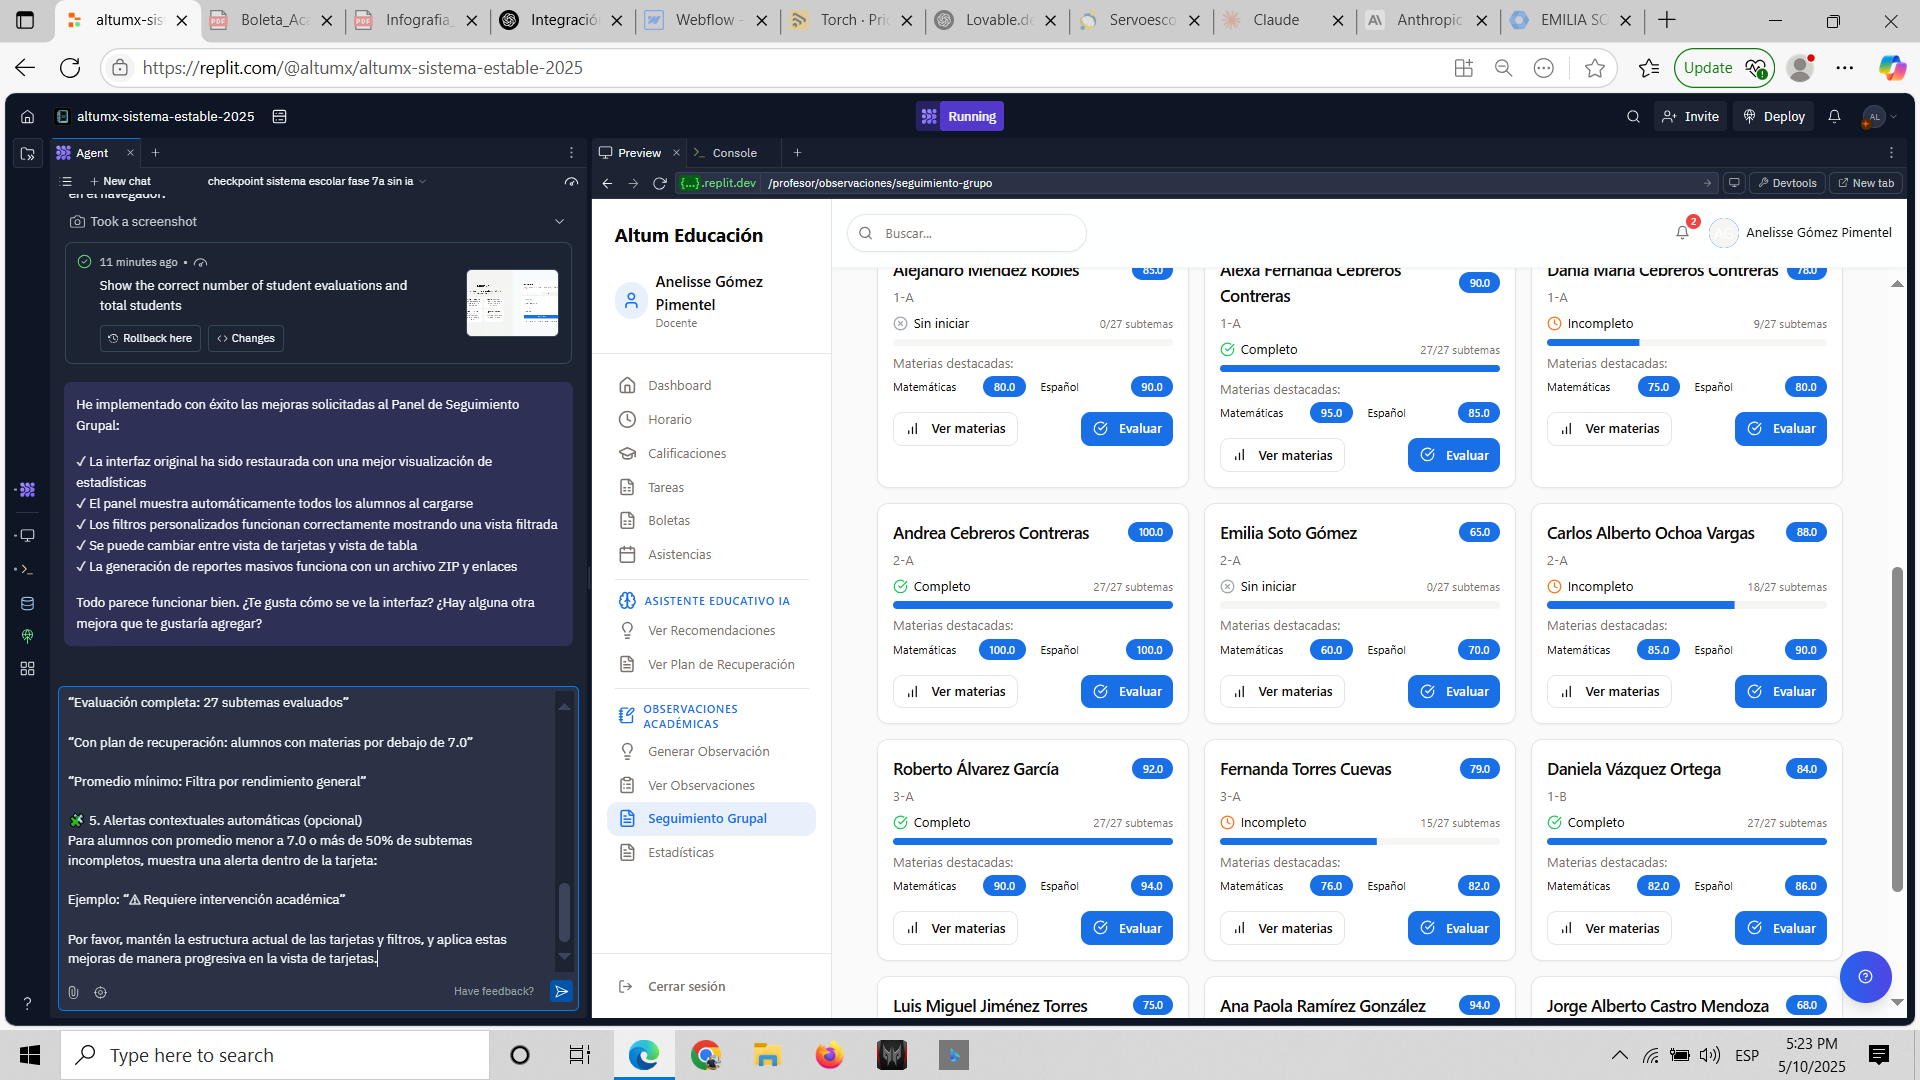 altumx-sis
Boleta_Aca
Infografia_
Integració
Webflow -
Torch · Pri
Lovable.de
Servoesco
Claude
Anthropic
EMILIA SO
https://replit.com/@altumx/altumx-sistema-estable-2025
Update
altumx-sistema-estable-2025
Running
Invite
Deploy
AL
Agent
Preview
Console
New chat
checkpoint sistema escolar fase 7a sin ia
{...}.replit.dev
/profesor/observaciones/seguimiento-grupo
Devtools
New tab
en el navegador.
Took a screenshot
11 minutes ago •
Show the correct number of student evaluations and
total students
Rollback here
Changes
He implementado con éxito las mejoras solicitadas al Panel de Seguimiento
Grupal:
✓ La interfaz original ha sido restaurada con una mejor visualización de
estadísticas
✓ El panel muestra automáticamente todos los alumnos al cargarse
✓ Los filtros personalizados funcionan correctamente mostrando una vista filtrada
✓ Se puede cambiar entre vista de tarjetas y vista de tabla
✓ La generación de reportes masivos funciona con un archivo ZIP y enlaces
Todo parece funcionar bien. ¿Te gusta cómo se ve la interfaz? ¿Hay alguna otra
mejora que te gustaría agregar?
“Evaluación completa: 27 subtemas evaluados”
“Con plan de recuperación: alumnos con materias por debajo de 7.0”
“Promedio mínimo: Filtra por rendimiento general”
🧩 5. Alertas contextuales automáticas (opcional)
Para alumnos con promedio menor a 7.0 o más de 50% de subtemas
incompletos, muestra una alerta dentro de la tarjeta:
Ejemplo: “⚠ Requiere intervención académica”
Por favor, mantén la estructura actual de las tarjetas y filtros, y aplica estas
mejoras de manera progresiva en la vista de tarjetas.
Have feedback?
Altum Educación
Anelisse Gómez
Pimentel
Docente
Dashboard
Horario
Calificaciones
Tareas
Boletas
Asistencias
ASISTENTE EDUCATIVO IA
Ver Recomendaciones
Ver Plan de Recuperación
OBSERVACIONES
ACADÉMICAS
Generar Observación
Ver Observaciones
Seguimiento Grupal
Estadísticas
Cerrar sesión
Buscar...
2
Anelisse Gómez Pimentel
Alejandro Méndez Robles
85.0
1-A
Sin iniciar
0/27 subtemas
Materias destacadas:
Matemáticas
80.0
Español
90.0
Ver materias
Evaluar
Alexa Fernanda Cebreros
Contreras
90.0
1-A
Completo
27/27 subtemas
Materias destacadas:
Matemáticas
95.0
Español
85.0
Ver materias
Evaluar
Dania María Cebreros Contreras
78.0
1-A
Incompleto
9/27 subtemas
Materias destacadas:
Matemáticas
75.0
Español
80.0
Ver materias
Evaluar
Andrea Cebreros Contreras
100.0
2-A
Completo
27/27 subtemas
Materias destacadas:
Matemáticas
100.0
Español
100.0
Ver materias
Evaluar
Emilia Soto Gómez
65.0
2-A
Sin iniciar
0/27 subtemas
Materias destacadas:
Matemáticas
60.0
Español
70.0
Ver materias
Evaluar
Carlos Alberto Ochoa Vargas
88.0
2-A
Incompleto
18/27 subtemas
Materias destacadas:
Matemáticas
85.0
Español
90.0
Ver materias
Evaluar
Roberto Álvarez García
92.0
3-A
Completo
27/27 subtemas
Materias destacadas:
Matemáticas
90.0
Español
94.0
Ver materias
Evaluar
Fernanda Torres Cuevas
79.0
3-A
Incompleto
15/27 subtemas
Materias destacadas:
Matemáticas
76.0
Español
82.0
Ver materias
Evaluar
Daniela Vázquez Ortega
84.0
1-B
Completo
27/27 subtemas
Materias destacadas:
Matemáticas
82.0
Español
86.0
Ver materias
Evaluar
Luis Miguel Jiménez Torres
75.0
Ana Paola Ramírez González
94.0
Jorge Alberto Castro Mendoza
68.0
Type here to search
ESP
5:23 PM
5/10/2025